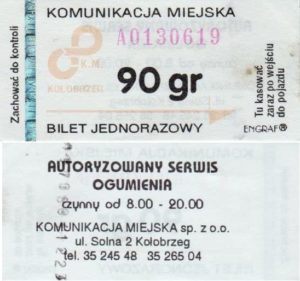 Zachować do kontroli
KOMUNIKACJA MIEJSKA
A0130619
K.M.
KOŁOBRZEG
90 gr
Tu kasować
zaraz po wejściu
do pojazdu
BILET JEDNORAZOWY
ENGRAF®
AUTORYZOWANY SERWIS
OGUMIENIA
czynny od 8.00 - 20.00
KOMUNIKACJA MIEJSKA sp. z o.o.
ul. Solna 2 Kołobrzeg
tel. 35 245 48 35 265 04